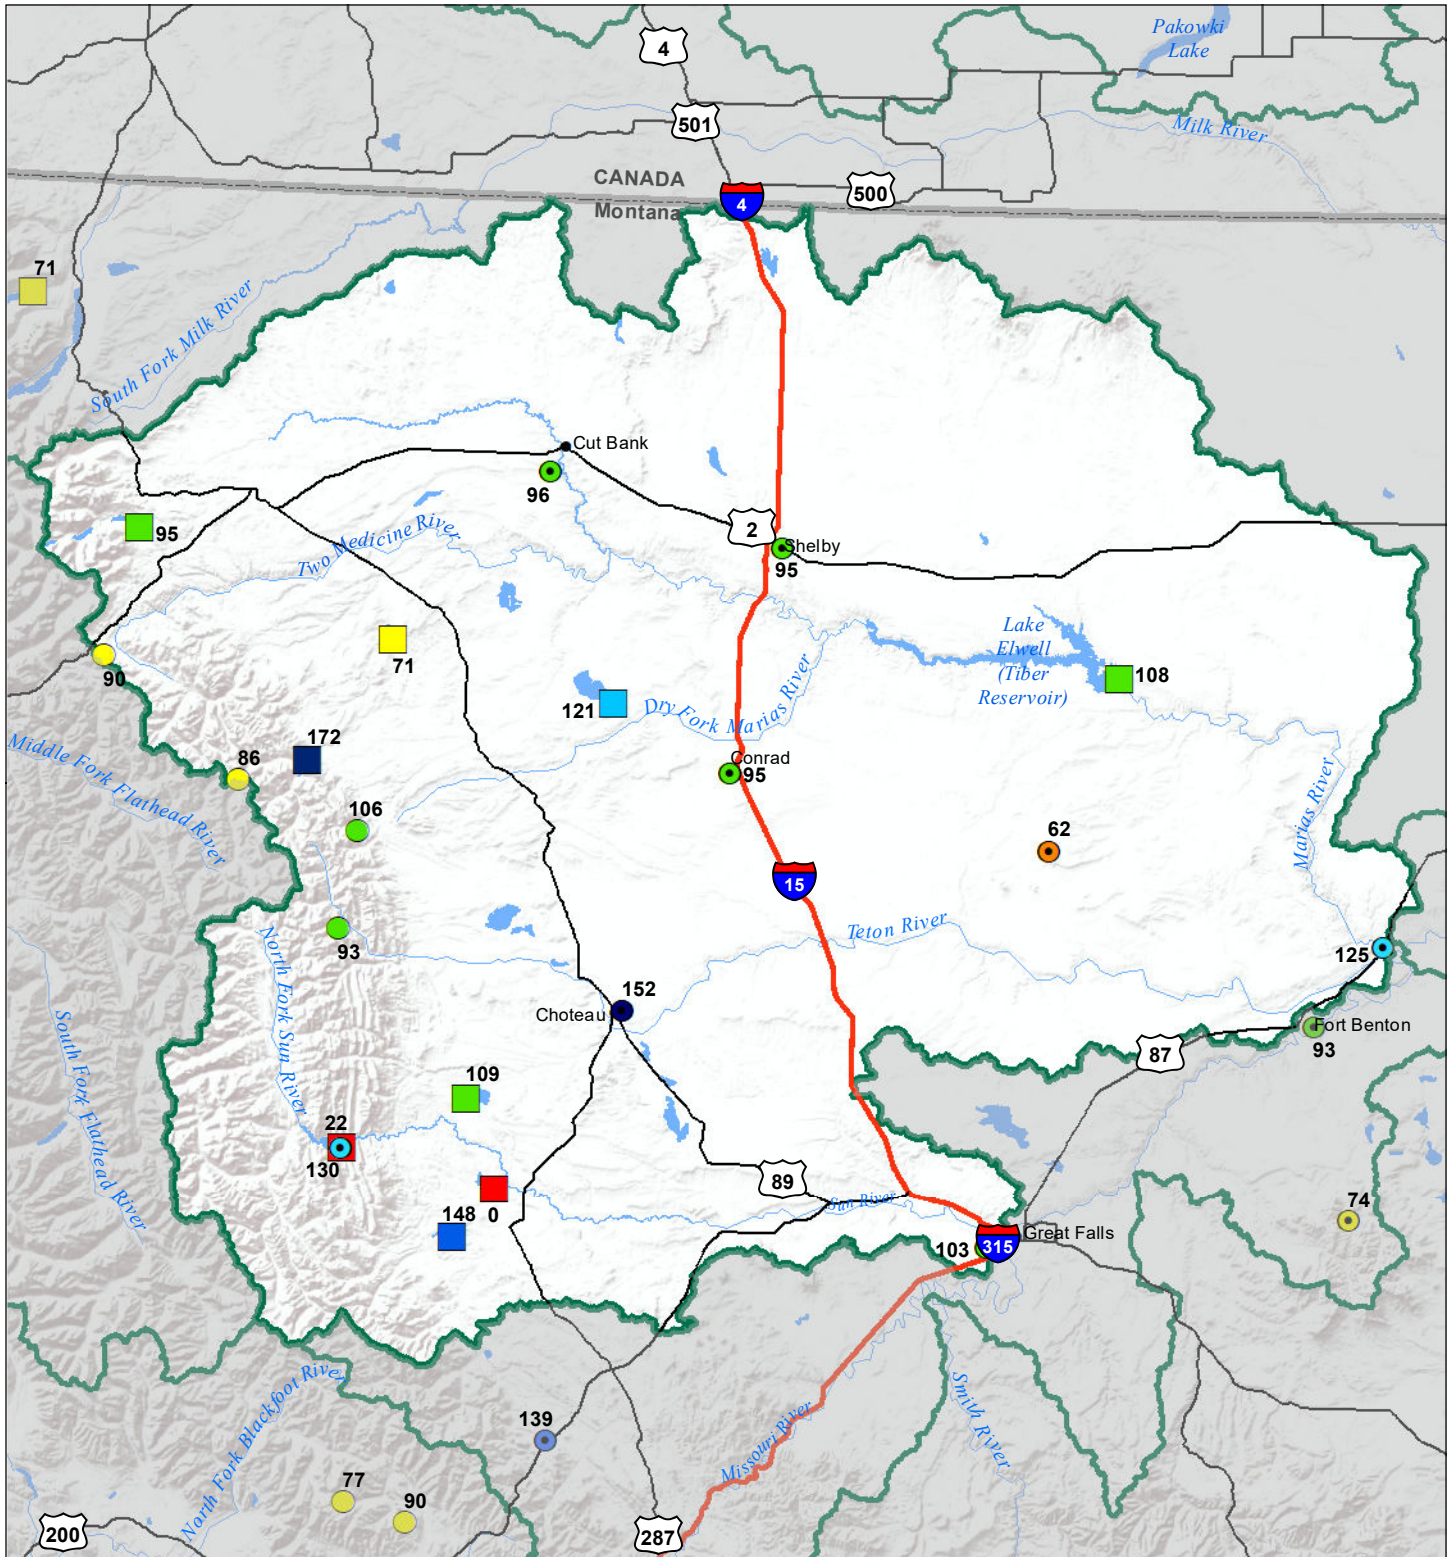 Pakowki
Lake
4
501
Milk River
CANADA
Montana
4
500
71
South Fork Milk River
Cut Bank
96
95
2
Shelby
95
Two Medicine River
Lake
Elwell
(Tiber
Reservoir)
71
90
108
121
Dry Fork Marias River
172
Middle Fork Flathead River
86
Conrad
95
Marias River
106
62
15
93
Teton River
North Fork Sun River
125
152
Choteau
Fort Benton
93
87
South Fork Flathead River
109
22
130
89
0
148
Sun River
74
Great Falls
103
315
North Fork Blackfoot River
Smith River
139
Missouri River
77
90
200
287